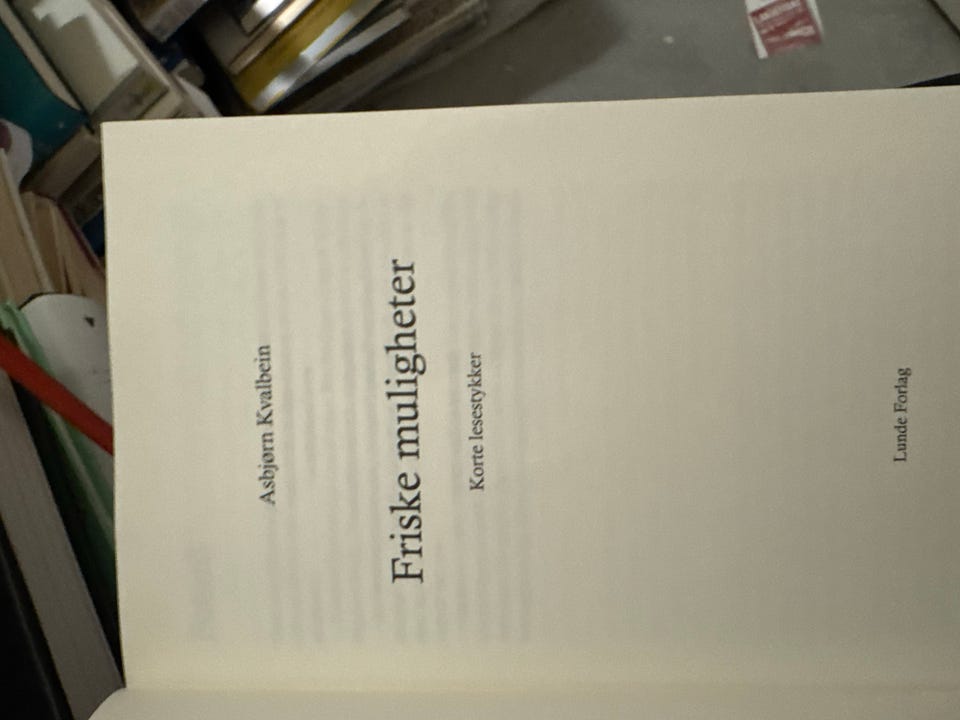 Asbjørn Kvalbein
Friske muligheter
Korte lesestykker
Lunde Forlag